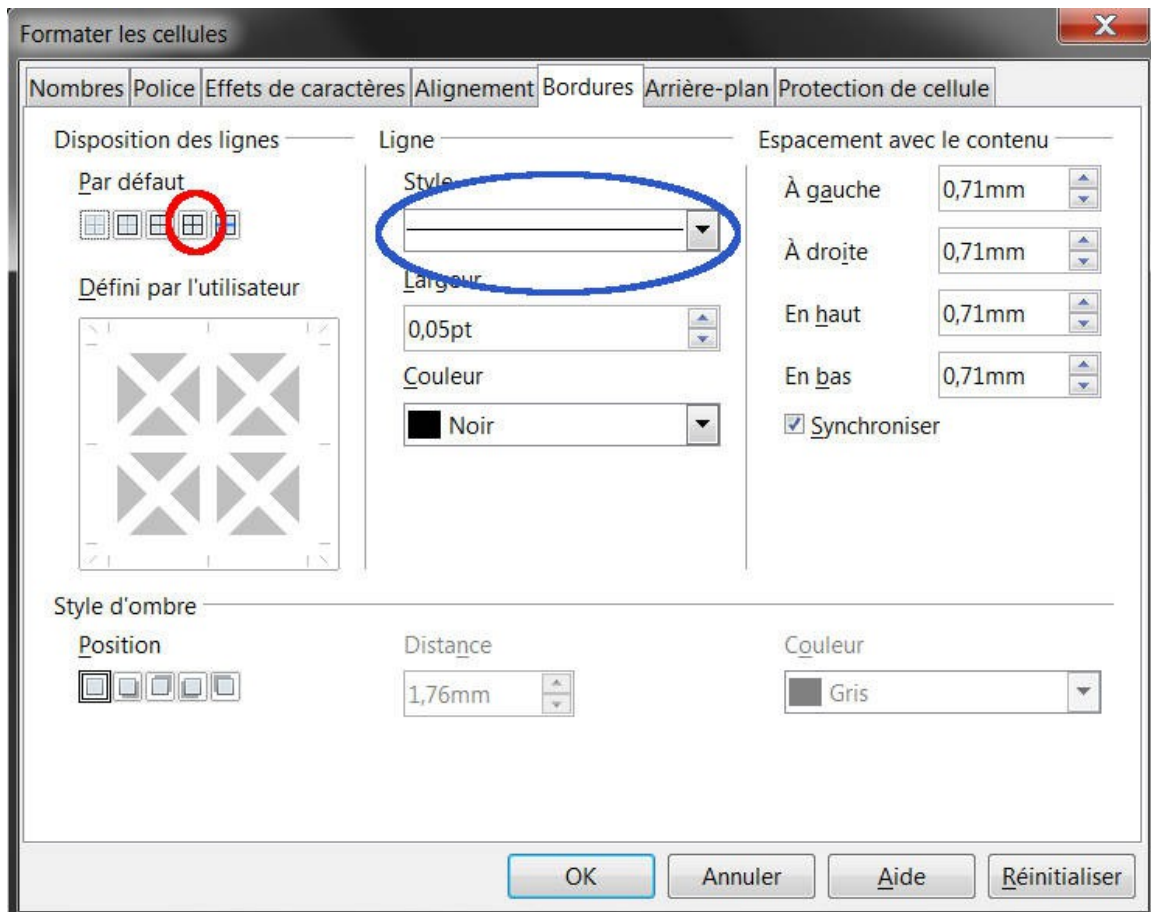 Formater les cellules
Nombres Police Effets de caractères Alignement Bordures Arrière-plan Protection de cellule
Disposition des lignes
Par défaut
Défini par l'utilisateur
Ligne
Style
Largeur
0,05pt
Couleur
Noir
Espacement avec le contenu
À gauche 0,71mm
À droite 0,71mm
En haut 0,71mm
En bas 0,71mm
Synchroniser
Style d'ombre
Position
Distance
1,76mm
Couleur
Gris
OK Annuler Aide Réinitialiser